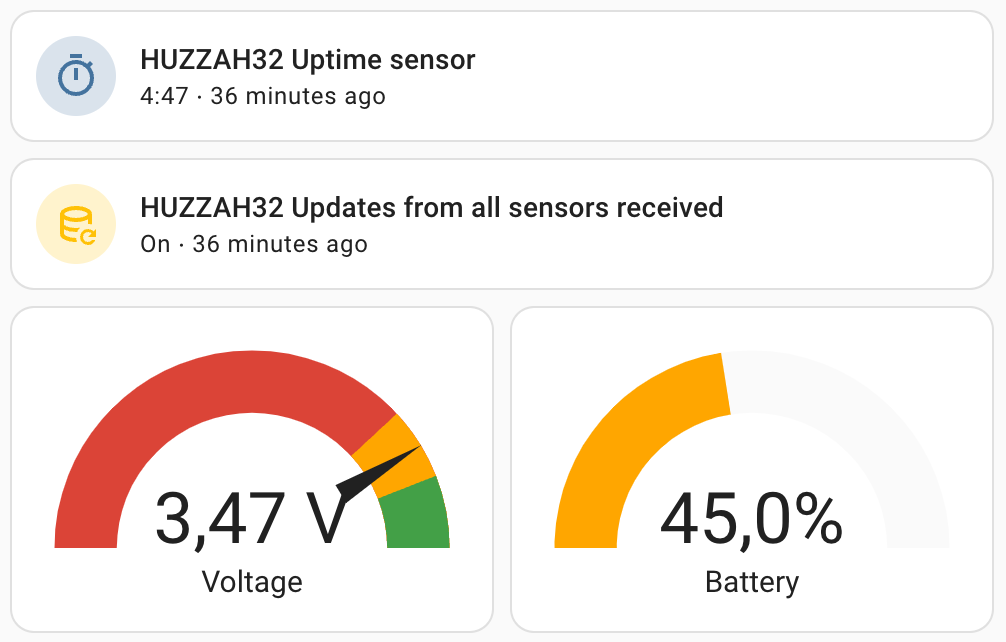 HUZZAH32 Uptime sensor
4:47 · 36 minutes ago
HUZZAH32 Updates from all sensors received
On · 36 minutes ago
3,47 V
Voltage
45,0%
Battery